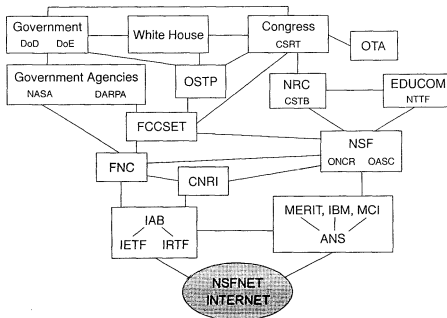 Government
DoD DoE
White House
Congress
CSRT
OTA
Government Agencies
NASA DARPA
OSTP
NRC
CSTB
EDUCOM
NTTF
FCCSET
NSF
ONCR OASC
FNC
CNRI
IAB
IETF IRTF
MERIT, IBM, MCI
ANS
NSFNET
INTERNET